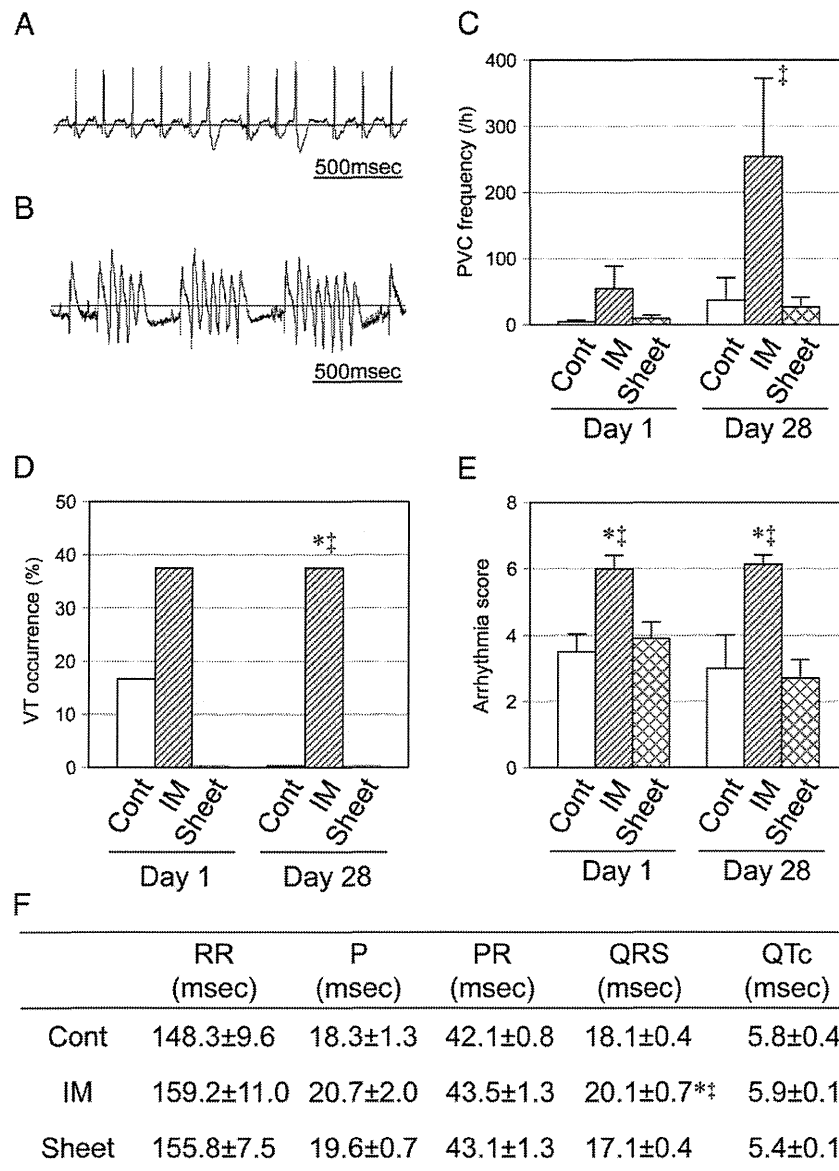 A
500msec
B
500msec
C
PVC frequency (/h)
400
300
200
100
0
‡
Cont IM Sheet Cont IM Sheet
Day 1 Day 28
D
VT occurrence (%)
50
40
30
20
10
0
*‡
Cont IM Sheet Cont IM Sheet
Day 1 Day 28
E
Arrhythmia score
8
6
4
2
0
*‡ *‡
Cont IM Sheet Cont IM Sheet
Day 1 Day 28
F
RR P PR QRS QTc
(msec) (msec) (msec) (msec) (msec)
Cont 148.3±9.6 18.3±1.3 42.1±0.8 18.1±0.4 5.8±0.4
IM 159.2±11.0 20.7±2.0 43.5±1.3 20.1±0.7*‡ 5.9±0.1
Sheet 155.8±7.5 19.6±0.7 43.1±1.3 17.1±0.4 5.4±0.1